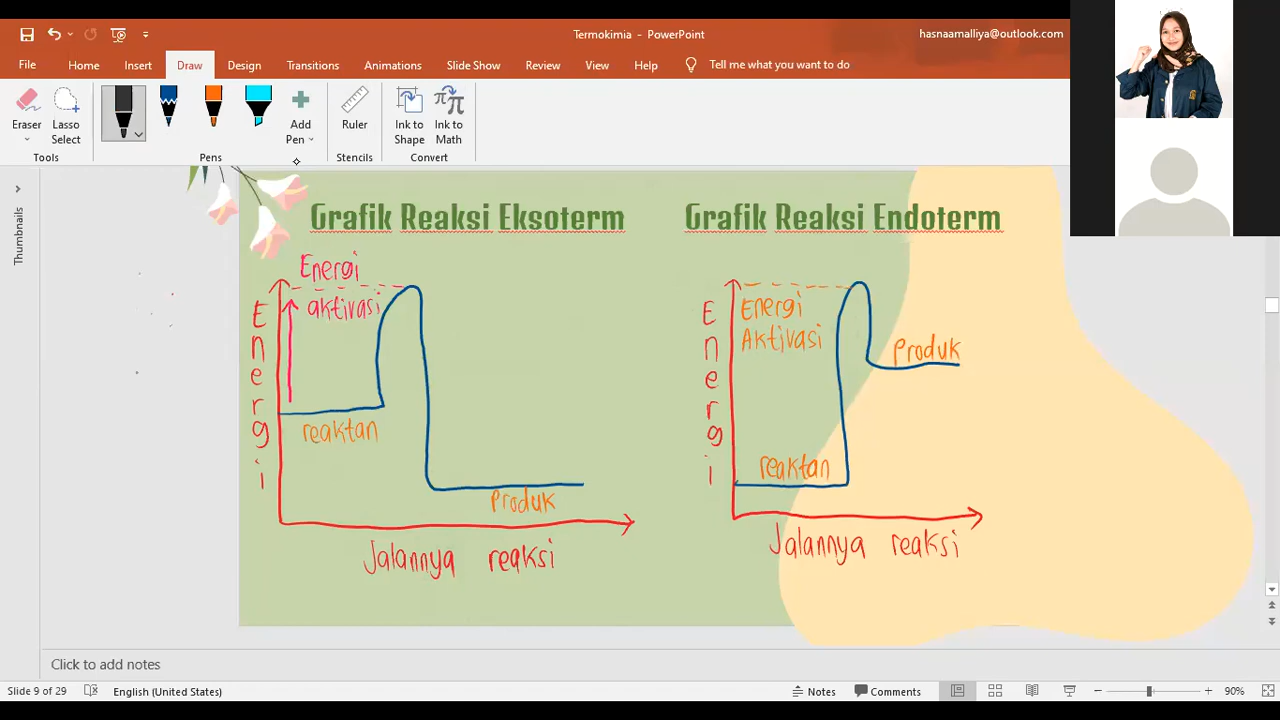 Termokimia - PowerPoint
hasnaamalliya@outlook.com
File Home Insert Draw Design Transitions Animations Slide Show Review View Help Tell me what you want to do
Eraser
Lasso Select
Add Pen
Ruler
Ink to Shape
Ink to Math
Tools
Pens
Stencils
Convert
Thumbnails
Grafik Reaksi Eksoterm
Energi
aktivasi
Energi
reaktan
Produk
Jalannya reaksi
Grafik Reaksi Endoterm
Energi
Aktivasi
Energi
Produk
reaktan
Jalannya reaksi
Click to add notes
Slide 9 of 29 English (United States) Notes Comments 90%